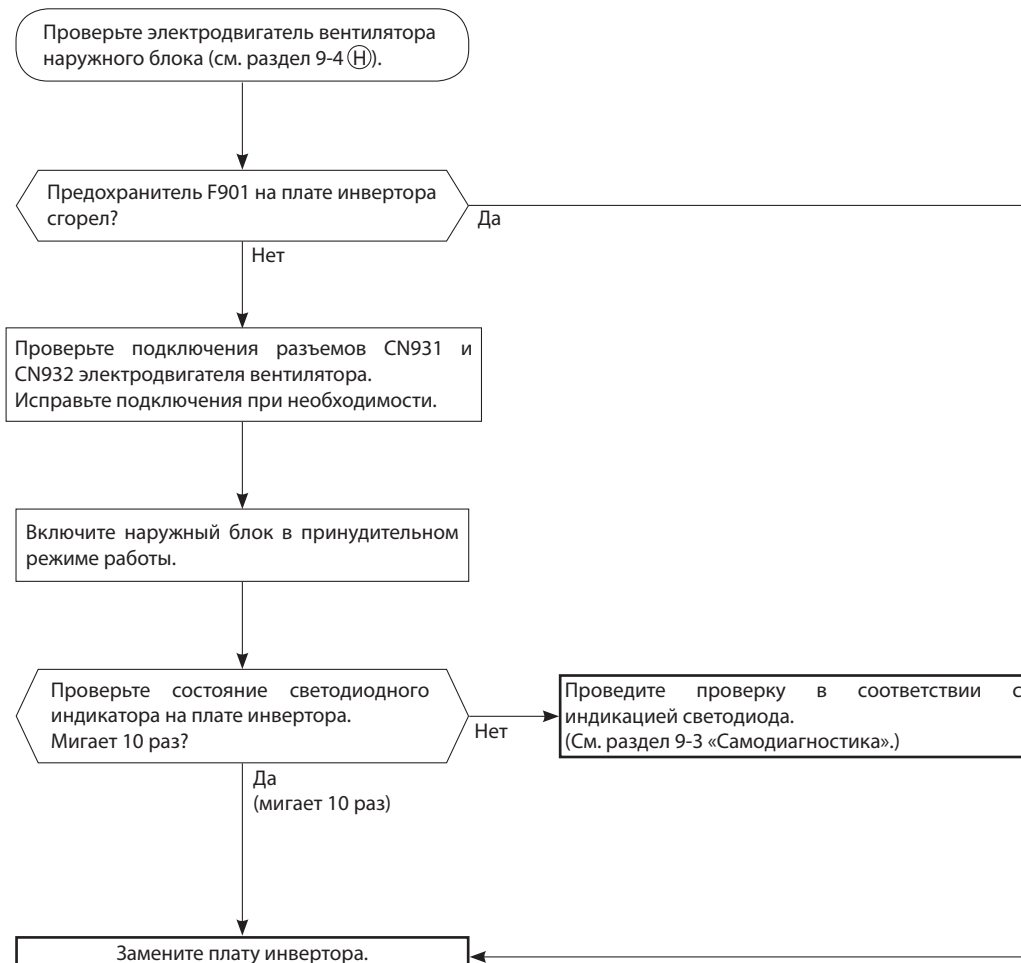 Проверьте электродвигатель вентилятора
наружного блока (см. раздел 9-4 Ⓗ).
Предохранитель F901 на плате инвертора
сгорел?
Да
Нет
Проверьте подключения разъемов CN931 и
CN932 электродвигателя вентилятора.
Исправьте подключения при необходимости.
Включите наружный блок в принудительном
режиме работы.
Проверьте состояние светодиодного
индикатора на плате инвертора.
Мигает 10 раз?
Нет
Проведите проверку в соответствии с
индикацией светодиода.
(См. раздел 9-3 «Самодиагностика».)
Да
(мигает 10 раз)
Замените плату инвертора.